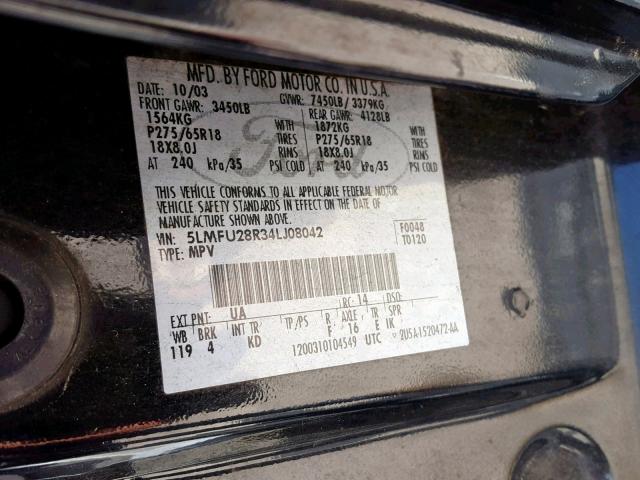 MFD. BY FORD MOTOR CO. IN U.S.A.
DATE: 10/03 GVWR: 7450LB/ 3379KG
FRONT GAWR: 3450LB REAR GAWR: 4128LB
1564KG WITH 1872KG WITH
P275/65R18 TIRES P275/65R18 TIRES
18X8.0J RIMS 18X8.0J RIMS
AT 240 kPa/35 PSI COLD AT 240 kPa/35 PSI COLD
THIS VEHICLE CONFORMS TO ALL APPLICABLE FEDERAL MOTOR
VEHICLE SAFETY STANDARDS IN EFFECT ON THE DATE OF
MANUFACTURE SHOWN ABOVE.
VIN: 5LMFU28R34LJ08042 F0048
TYPE: MPV T0120
EXT PNT: UA RC: 14 DSO:
WB BRK INT TR TP/PS R AXLE TR SPR
119 4 KD F 16 E IK
1200310104549 UTC 2U5A-1520472-AA
Ford